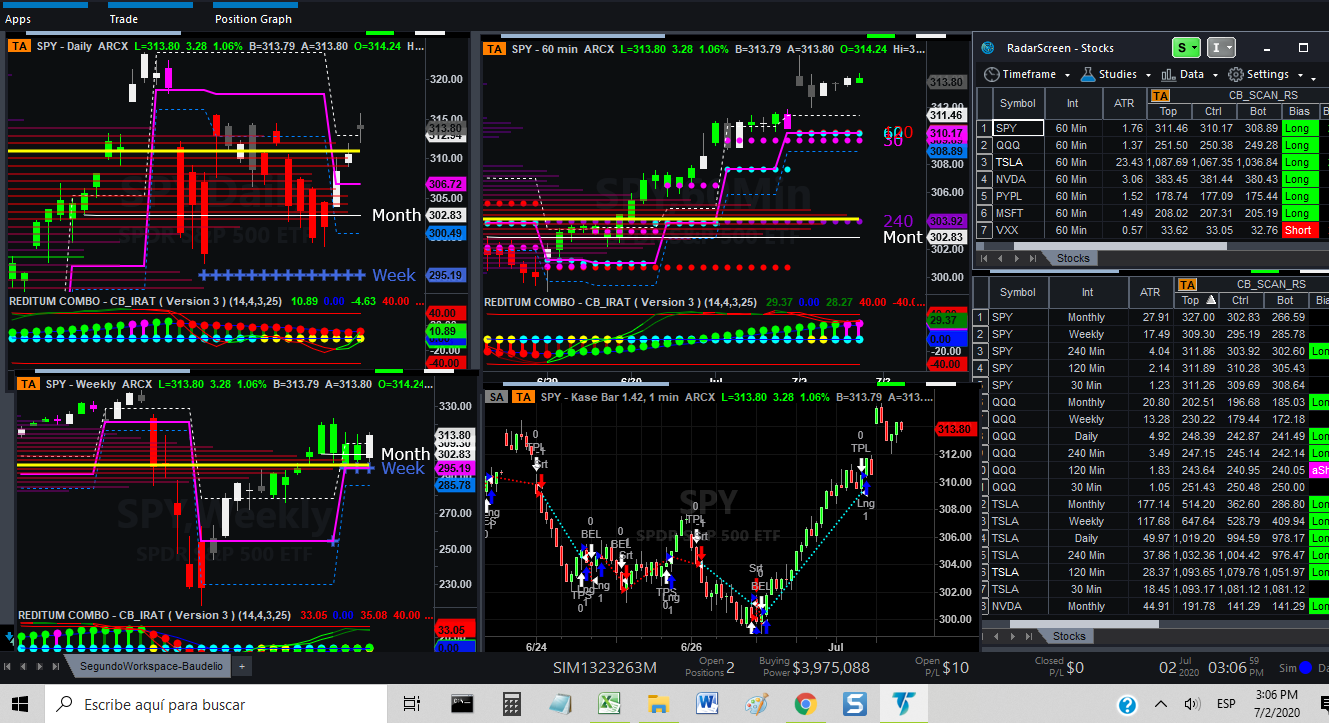 Apps Trade Position Graph
TA SPY - Daily ARCX L=313.80 3.28 1.06% B=313.79 A=313.80 O=314.24 H...
320.00
315.00
313.80
310.00
306.72
305.00
Month 302.83
300.49
Week 295.19
SPY,Daily
SPDR S&P 500 ETF
REDITUM COMBO - CB_IRAT ( Version 3 ) (14,4,3,25) 10.89 0.00 -4.63 40.00 ...
40.00
10.89
-20.00
-40.00
TA SPY - Weekly ARCX L=313.80 3.28 1.06% B=313.79 A=313.80 O=314.24...
330.00
313.80
Month 302.83
Week 295.19
285.78
270.00
250.00
230.00
SPY,Weekly
SPDR S&P 500 ETF
REDITUM COMBO - CB_IRAT ( Version 3 ) (14,4,3,25) 33.05 0.00 35.08 40.00 ...
33.05
0.00
TA SPY - 60 min ARCX L=313.80 3.28 1.06% B=313.79 A=313.80 O=314.24 Hi=3...
313.80
312.00
311.46
310.17
308.89
308.00
306.00
240 303.92
Mont 302.83
302.00
300.00
REDITUM COMBO - CB_IRAT ( Version 3 ) (14,4,3,25) 29.37 0.00 28.27 40.00 -40.0...
29.37
0.00
-20.00
-40.00
6/29 6/30 Jul 7/2
SA TA SPY - Kase Bar 1.42, 1 min ARCX L=313.80 3.28 1.06% B=313.79 A=313....
313.80
312.00
310.00
308.00
306.00
304.00
302.00
300.00
SPY
SPDR S&P 500 ETF
6/24 6/26 Jul
RadarScreen - Stocks S I
Timeframe Studies Data Settings
Symbol Int ATR TA CB_SCAN_RS
Top Ctrl Bot Bias
1 SPY 60 Min 1.76 311.46 310.17 308.89 Long
2 QQQ 60 Min 1.37 251.50 250.38 249.28 Long
3 TSLA 60 Min 23.43 1,087.69 1,067.35 1,036.84 Long
4 NVDA 60 Min 3.06 383.45 381.44 380.43 Long
5 PYPL 60 Min 1.52 178.74 177.09 175.44 Long
6 MSFT 60 Min 1.49 208.02 207.31 205.19 Long
7 VXX 60 Min 0.57 33.62 33.05 32.76 Short
Stocks
Symbol Int ATR TA CB_SCAN_RS
Top Ctrl Bot Bia
1 SPY Monthly 27.91 327.00 302.83 266.59
2 SPY Weekly 17.49 309.30 295.19 285.78
3 SPY 240 Min 4.04 311.86 303.92 302.60 Lon
4 SPY 120 Min 2.14 311.89 310.28 305.43
5 SPY 30 Min 1.23 311.26 309.69 308.64
QQQ Monthly 20.80 202.51 196.68 185.03 Lon
QQQ Weekly 13.28 230.22 179.44 172.18
QQQ Daily 4.92 248.39 242.87 241.49 Lon
QQQ 240 Min 3.49 247.15 245.14 242.14 Lon
QQQ 120 Min 1.83 243.64 240.95 240.05 aSh
QQQ 30 Min 1.05 251.43 250.48 250.00
TSLA Monthly 177.14 514.20 362.60 286.80 Lon
TSLA Weekly 117.68 647.64 528.79 409.94 Lon
TSLA Daily 49.97 1,019.20 994.59 978.17 Lon
TSLA 240 Min 37.86 1,032.36 1,004.42 976.47 Lon
TSLA 120 Min 28.37 1,093.65 1,079.76 1,051.97 Lon
TSLA 30 Min 18.45 1,093.17 1,081.12 1,081.12
NVDA Monthly 44.91 191.78 141.29 141.29 Lon
Stocks
SegundoWorkspace-Baudelio +
SIM1323263M Open Positions 2 Buying Power $3,975,088 Open P/L $10 Closed P/L $0 02 Jul 2020 03:06 59 PM Sim Da
Escribe aquí para buscar
ESP 3:06 PM
7/2/2020